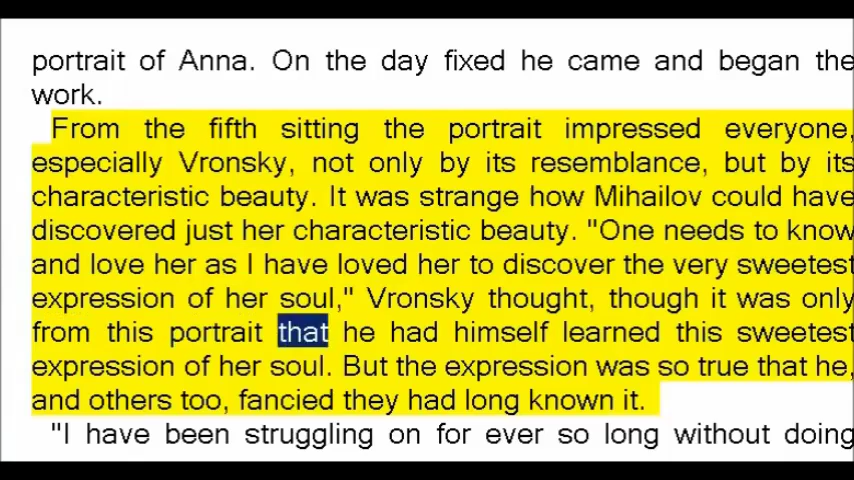 portrait of Anna. On the day fixed he came and began the
work.
From the fifth sitting the portrait impressed everyone,
especially Vronsky, not only by its resemblance, but by its
characteristic beauty. It was strange how Mihailov could have
discovered just her characteristic beauty. "One needs to know
and love her as I have loved her to discover the very sweetest
expression of her soul," Vronsky thought, though it was only
from this portrait that he had himself learned this sweetest
expression of her soul. But the expression was so true that he,
and others too, fancied they had long known it.
"I have been struggling on for ever so long without doing